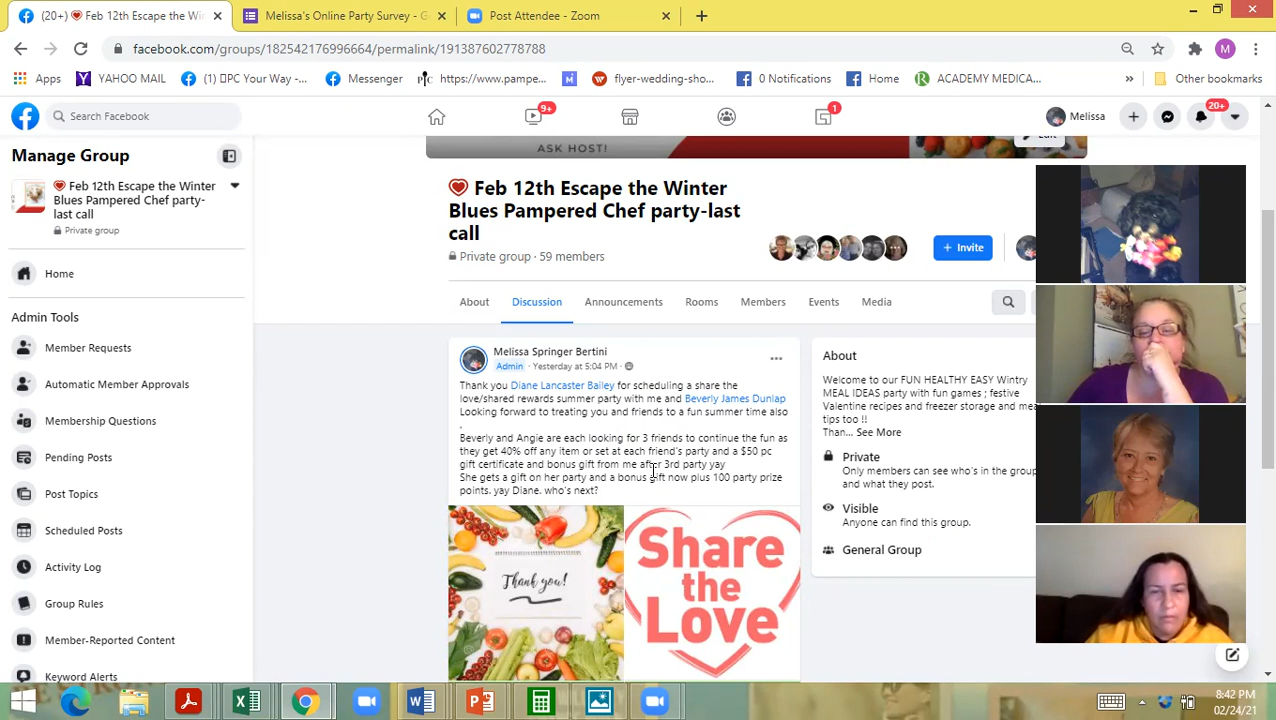 (20+) ❤ Feb 12th Escape the Wi
Melissa's Online Party Survey - G
Post Attendee - Zoom
facebook.com/groups/182542176996664/permalink/191387602778788
Apps
YAHOO MAIL
(1) PC Your Way -...
Messenger
https://www.pampe...
flyer-wedding-sho...
0 Notifications
Home
ACADEMY MEDICA...
»
Other bookmarks
Search Facebook
9+
1
Melissa
20+
Manage Group
❤ Feb 12th Escape the Winter
Blues Pampered Chef party-
last call
Private group
Home
Admin Tools
Member Requests
Automatic Member Approvals
Membership Questions
Pending Posts
Post Topics
Scheduled Posts
Activity Log
Group Rules
Member-Reported Content
Keyword Alerts
ASK HOST!
Edit
❤ Feb 12th Escape the Winter
Blues Pampered Chef party-last
call
Private group · 59 members
+ Invite
About
Discussion
Announcements
Rooms
Members
Events
Media
Melissa Springer Bertini
Admin · Yesterday at 5:04 PM ·
Thank you Diane Lancaster Bailey for scheduling a share the
love/shared rewards summer party with me and Beverly James Dunlap
Looking forward to treating you and friends to a fun summer time also
.
Beverly and Angie are each looking for 3 friends to continue the fun as
they get 40% off any item or set at each friend's party and a $50 pc
gift certificate and bonus gift from me after 3rd party yay
She gets a gift on her party and a bonus gift now plus 100 party prize
points. yay Diane. who's next?
Thank you!
Share
the
Love
About
Welcome to our FUN HEALTHY EASY Wintry
MEAL IDEAS party with fun games ; festive
Valentine recipes and freezer storage and mea
tips too !!
Than... See More
Private
Only members can see who's in the group
and what they post.
Visible
Anyone can find this group.
General Group
8:42 PM
02/24/21